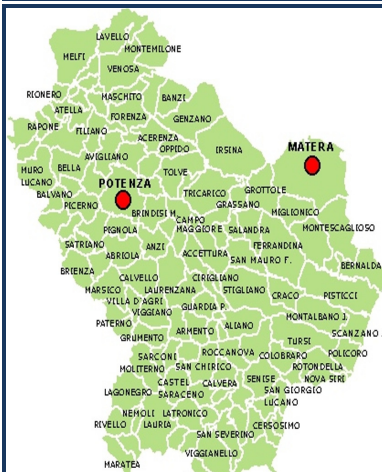 LAVELLO
MONTEMILONE
MELFI
VENOSA
RIONERO
MASCHITO
BANZI
ATELLA
FORENZA
GENZANO
RAPONE
FILIANO
ACERENZA
OPPIDO
IRSINA
MATERA
AVIGLIANO
MURO
LUCANO
BELLA
TOLVE
BALVANO
POTENZA
TRICARICO
GROTTOLE
PICERNO
GRASSANO
BRINDISI M.
CAMPO
MAGGIORE
MIGLIONICO
PIGNOLA
SALANDRA
MONTESCAGLIOSO
SATRIANO
ANZI
FERRANDINA
ABRIOLA
ACCETTURA
SAN MAURO F.
BERNALDA
BRIENZA
CALVELLO
CIRIGLIANO
MARSICO
LAURENZANA
STIGLIANO
CRACO
PISTICCI
VILLA D'AGRI
VIGGIANO
GUARDIA P.
MONTALBANO J.
PATERNO
ARMENTO
ALIANO
SCANZANO
GRUMENTO
TURSI
SARCONI
ROCCANOVA
COLOBRARO
POLICORO
MOLITERNO
SAN CHIRICO
ROTONDELLA
CASTEL
SARACENO
CALVERA
SENISE
NOVA SIRI
LAGONEGRO
SAN GIORGIO
LUCANO
NEMOLI
LATRONICO
RIVELLO
LAURIA
CERSOSIMO
SAN SEVERINO
VIGGIANELLO
MARATEA